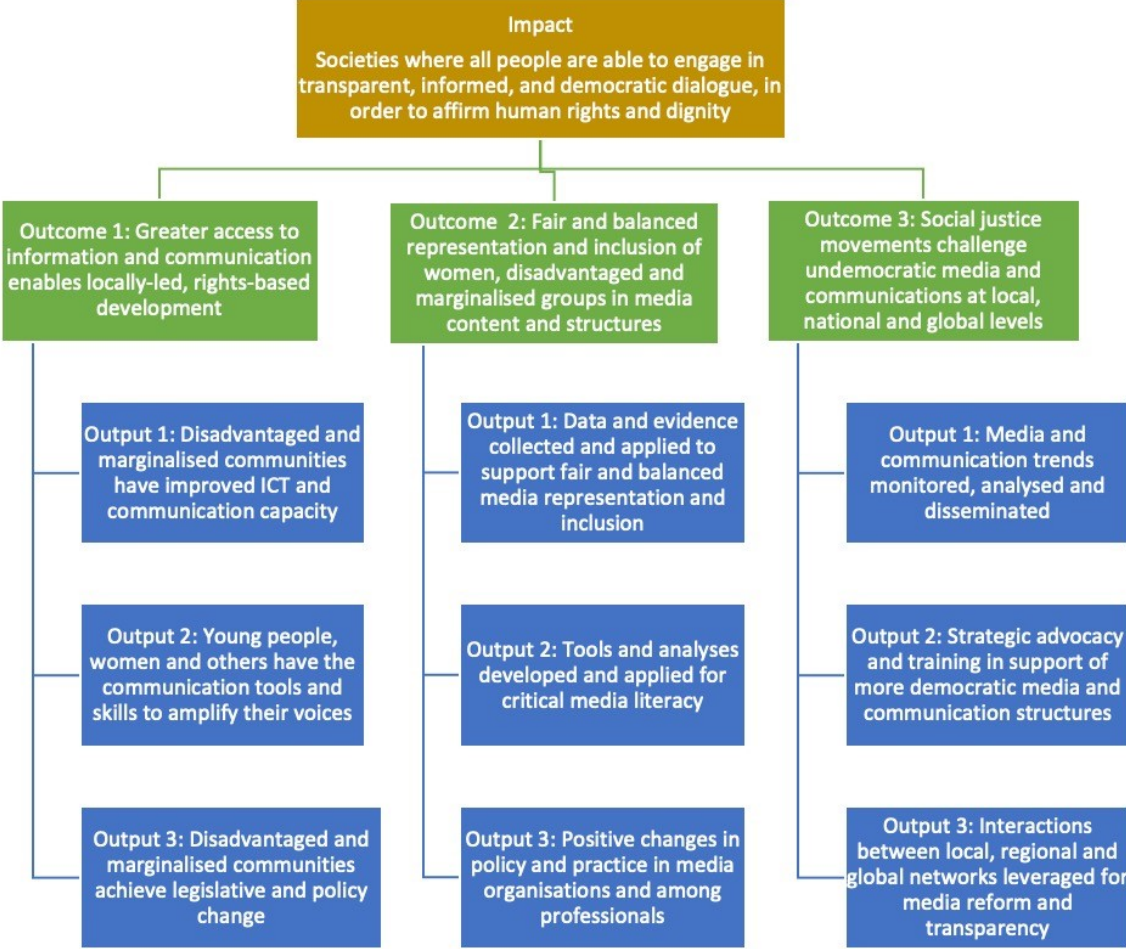 Impact
Societies where all people are able to engage in
transparent, informed, and democratic dialogue, in
order to affirm human rights and dignity
Outcome 1: Greater access to
information and communication
enables locally-led, rights-based
development
Output 1: Disadvantaged and
marginalised communities
have improved ICT and
communication capacity
Output 2: Young people,
women and others have the
communication tools and
skills to amplify their voices
Output 3: Disadvantaged and
marginalised communities
achieve legislative and policy
change
Outcome 2: Fair and balanced
representation and inclusion of
women, disadvantaged and
marginalised groups in media
content and structures
Output 1: Data and evidence
collected and applied to
support fair and balanced
media representation and
inclusion
Output 2: Tools and analyses
developed and applied for
critical media literacy
Output 3: Positive changes in
policy and practice in media
organisations and among
professionals
Outcome 3: Social justice
movements challenge
undemocratic media and
communications at local,
national and global levels
Output 1: Media and
communication trends
monitored, analysed and
disseminated
Output 2: Strategic advocacy
and training in support of
more democratic media and
communication structures
Output 3: Interactions
between local, regional and
global networks leveraged for
media reform and
transparency